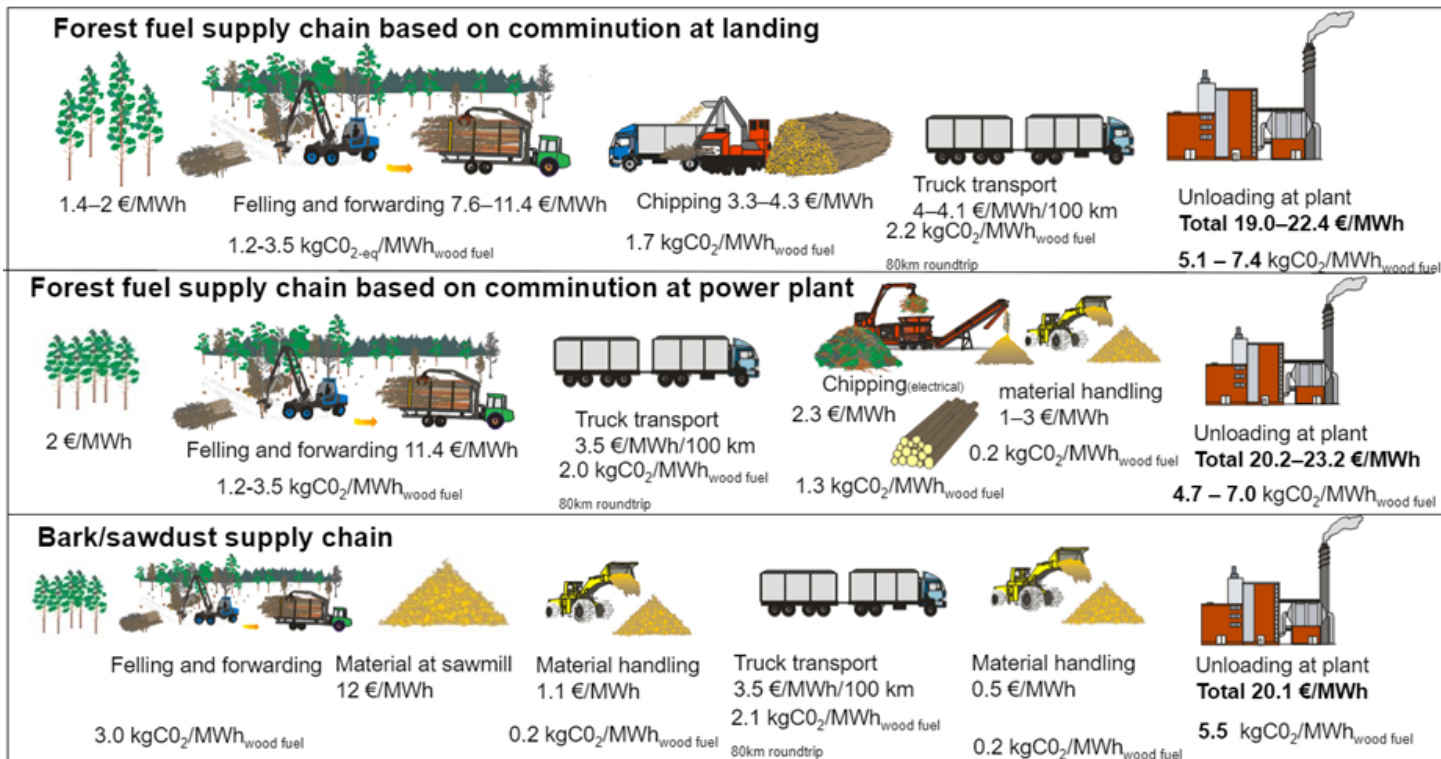 Forest fuel supply chain based on comminution at landing
1.4–2 €/MWh
Felling and forwarding 7.6–11.4 €/MWh
1.2-3.5 kgC02-eq/MWhwood fuel
Chipping 3.3–4.3 €/MWh
1.7 kgC02/MWhwood fuel
Truck transport
4–4.1 €/MWh/100 km
2.2 kgC02/MWhwood fuel
80km roundtrip
Unloading at plant
Total 19.0–22.4 €/MWh
5.1 – 7.4 kgC02/MWhwood fuel
Forest fuel supply chain based on comminution at power plant
2 €/MWh
Felling and forwarding 11.4 €/MWh
1.2-3.5 kgC02/MWhwood fuel
Truck transport
3.5 €/MWh/100 km
2.0 kgC02/MWhwood fuel
80km roundtrip
Chipping(electrical)
2.3 €/MWh
1.3 kgC02/MWhwood fuel
material handling
1–3 €/MWh
0.2 kgC02/MWhwood fuel
Unloading at plant
Total 20.2–23.2 €/MWh
4.7 – 7.0 kgC02/MWhwood fuel
Bark/sawdust supply chain
Felling and forwarding
3.0 kgC02/MWhwood fuel
Material at sawmill
12 €/MWh
Material handling
1.1 €/MWh
0.2 kgC02/MWhwood fuel
Truck transport
3.5 €/MWh/100 km
2.1 kgC02/MWhwood fuel
80km roundtrip
Material handling
0.5 €/MWh
0.2 kgC02/MWhwood fuel
Unloading at plant
Total 20.1 €/MWh
5.5 kgC02/MWhwood fuel